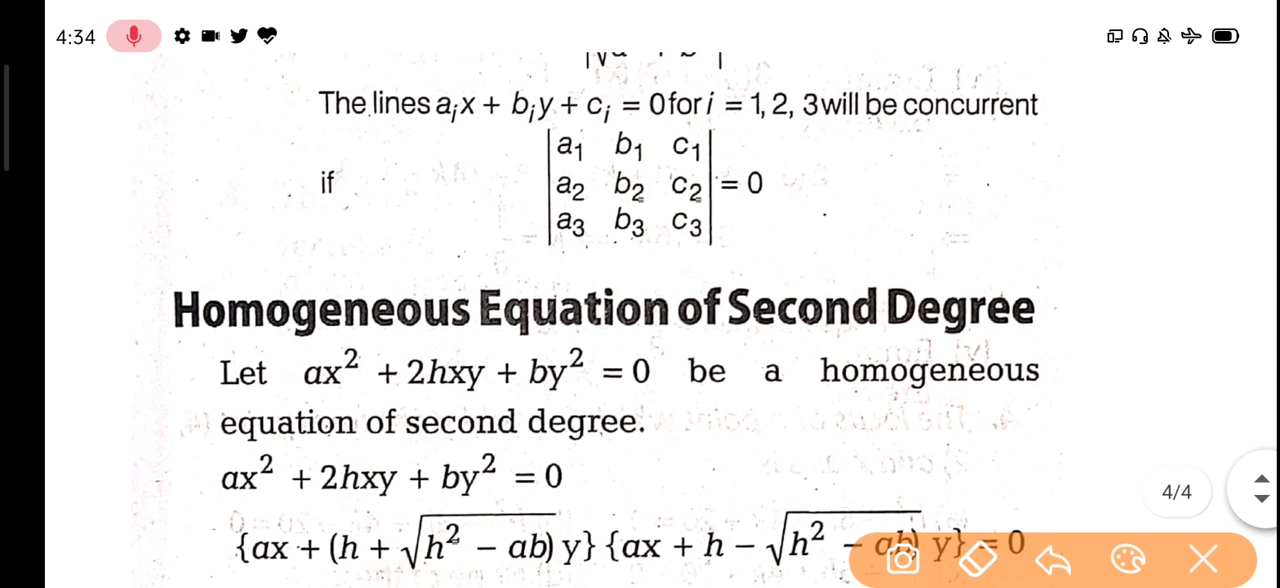 4:34
The lines aᵢx + bᵢy + cᵢ = 0 for i = 1, 2, 3 will be concurrent
if
|a₁ b₁ c₁|
|a₂ b₂ c₂| = 0
|a₃ b₃ c₃|
Homogeneous Equation of Second Degree
Let ax² + 2hxy + by² = 0 be a homogeneous
equation of second degree.
ax² + 2hxy + by² = 0
4/4
{ax + (h + √(h² − ab) y} {ax + h − √(h² − ab) y} = 0